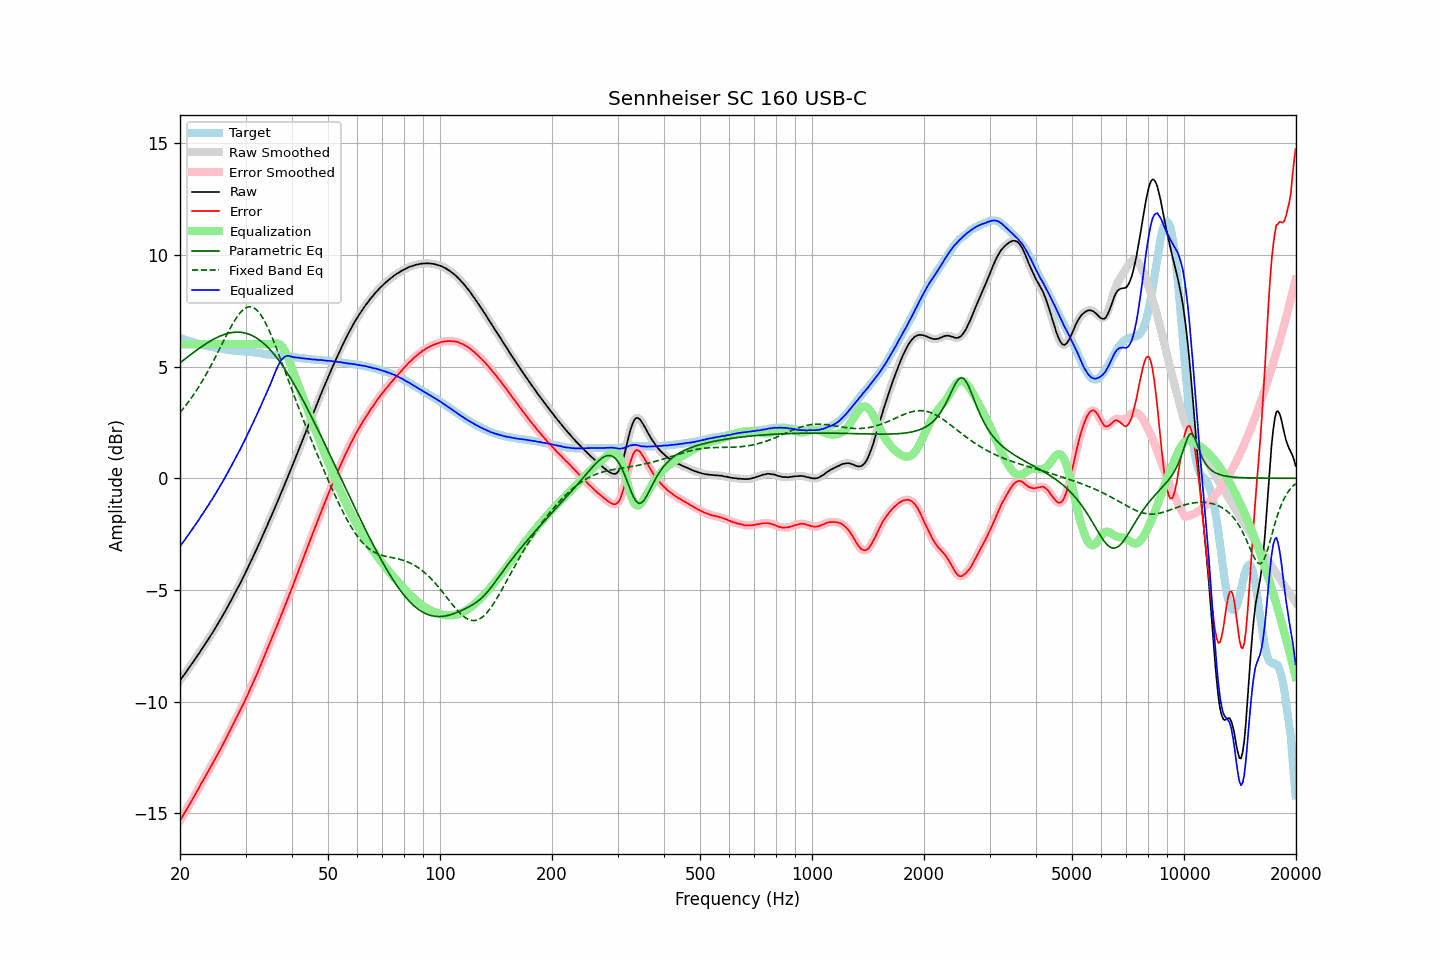 Sennheiser SC 160 USB-C
Target
Raw Smoothed
Error Smoothed
Raw
Error
Equalization
Parametric Eq
Fixed Band Eq
Equalized
Amplitude (dBr)
15
10
5
0
−5
−10
−15
20 50 100 200 500 1000 2000 5000 10000 20000
Frequency (Hz)